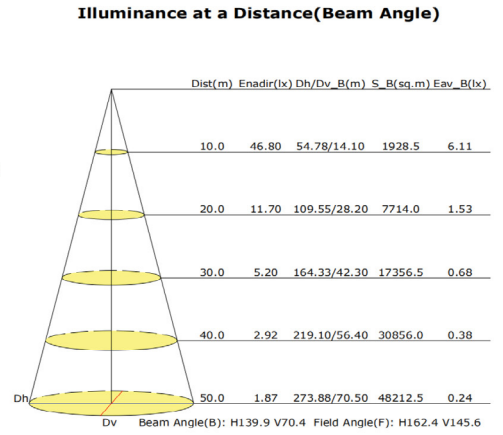 Illuminance at a Distance(Beam Angle)
Dist(m) Enadir(lx) Dh/Dv_B(m) S_B(sq.m) Eav_B(lx)
10.0 46.80 54.78/14.10 1928.5 6.11
20.0 11.70 109.55/28.20 7714.0 1.53
30.0 5.20 164.33/42.30 17356.5 0.68
40.0 2.92 219.10/56.40 30856.0 0.38
Dh 50.0 1.87 273.88/70.50 48212.5 0.24
Dv Beam Angle(B): H139.9 V70.4 Field Angle(F): H162.4 V145.6